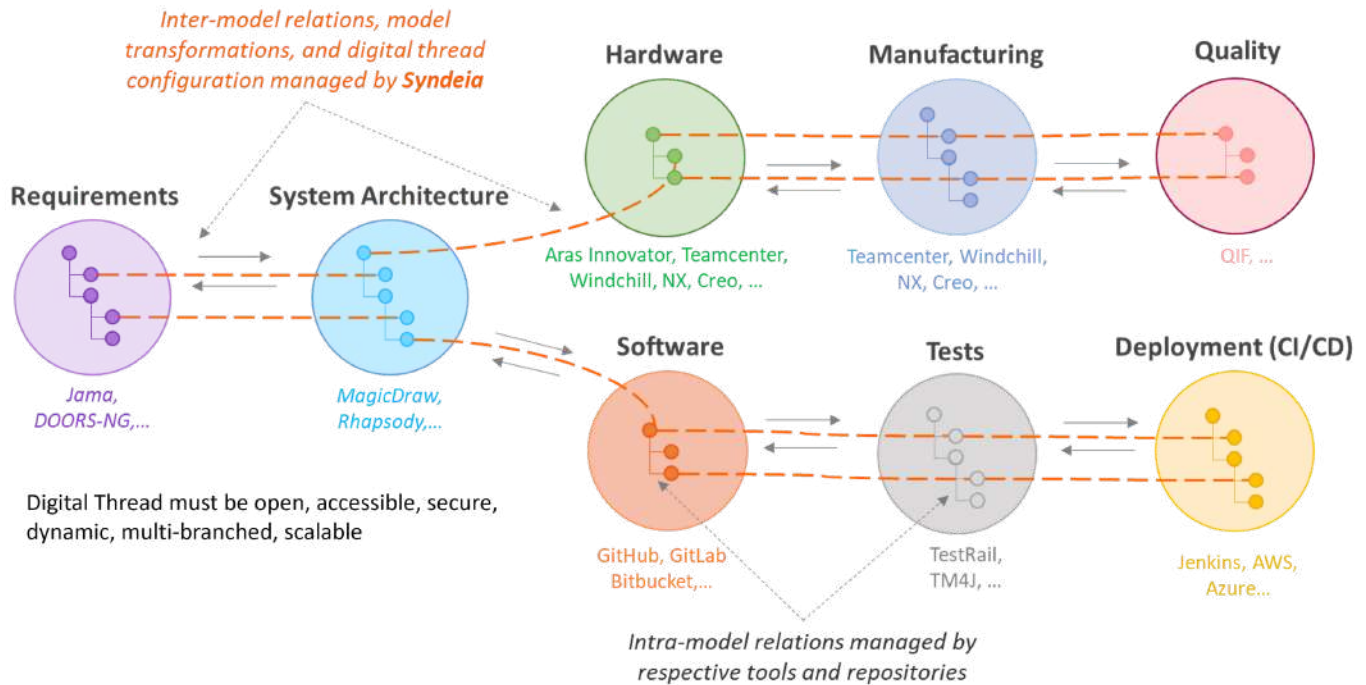 Inter-model relations, model
transformations, and digital thread
configuration managed by Syndeia
Hardware
Manufacturing
Quality
Requirements
System Architecture
Aras Innovator, Teamcenter,
Windchill, NX, Creo, ...
Teamcenter, Windchill,
NX, Creo, ...
QIF, ...
Software
Tests
Deployment (CI/CD)
Jama,
DOORS-NG,...
MagicDraw,
Rhapsody,...
Digital Thread must be open, accessible, secure,
dynamic, multi-branched, scalable
GitHub, GitLab
Bitbucket,...
TestRail,
TM4J, ...
Jenkins, AWS,
Azure...
Intra-model relations managed by
respective tools and repositories